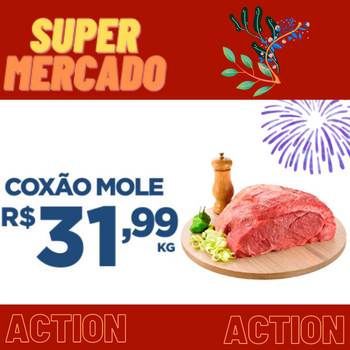 SUPER
MERCADO
COXÃO MOLE
R$ 31,99
KG
ACTION
ACTION